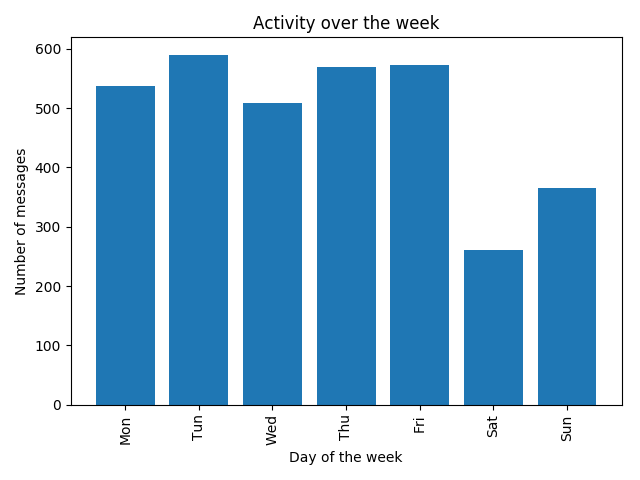 Activity over the week
Number of messages
600
500
400
300
200
100
0
Mon
Tun
Wed
Thu
Fri
Sat
Sun
Day of the week